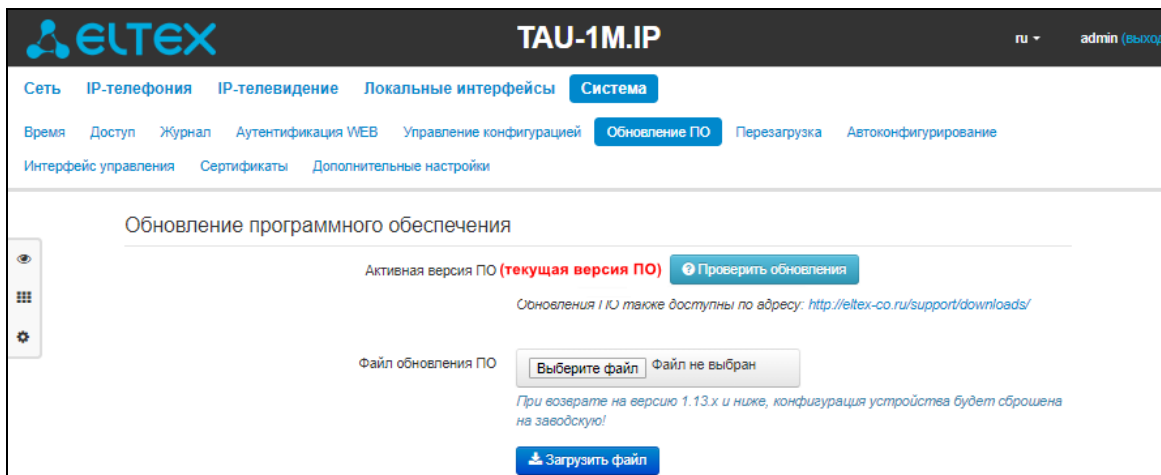 ELTEX TAU-1M.IP ru admin (выход
Сеть IP-телефония IP-телевидение Локальные интерфейсы Система
Время Доступ Журнал Аутентификация WEB Управление конфигурацией Обновление ПО Перезагрузка Автоконфигурирование
Интерфейс управления Сертификаты Дополнительные настройки
Обновление программного обеспечения
Активная версия ПО (текущая версия ПО) Проверить обновления
Обновления ПО также доступны по адресу: http://eltex-co.ru/support/downloads/
Файл обновления ПО Выберите файл Файл не выбран
При возврате на версию 1.13.x и ниже, конфигурация устройства будет сброшена
на заводскую!
Загрузить файл